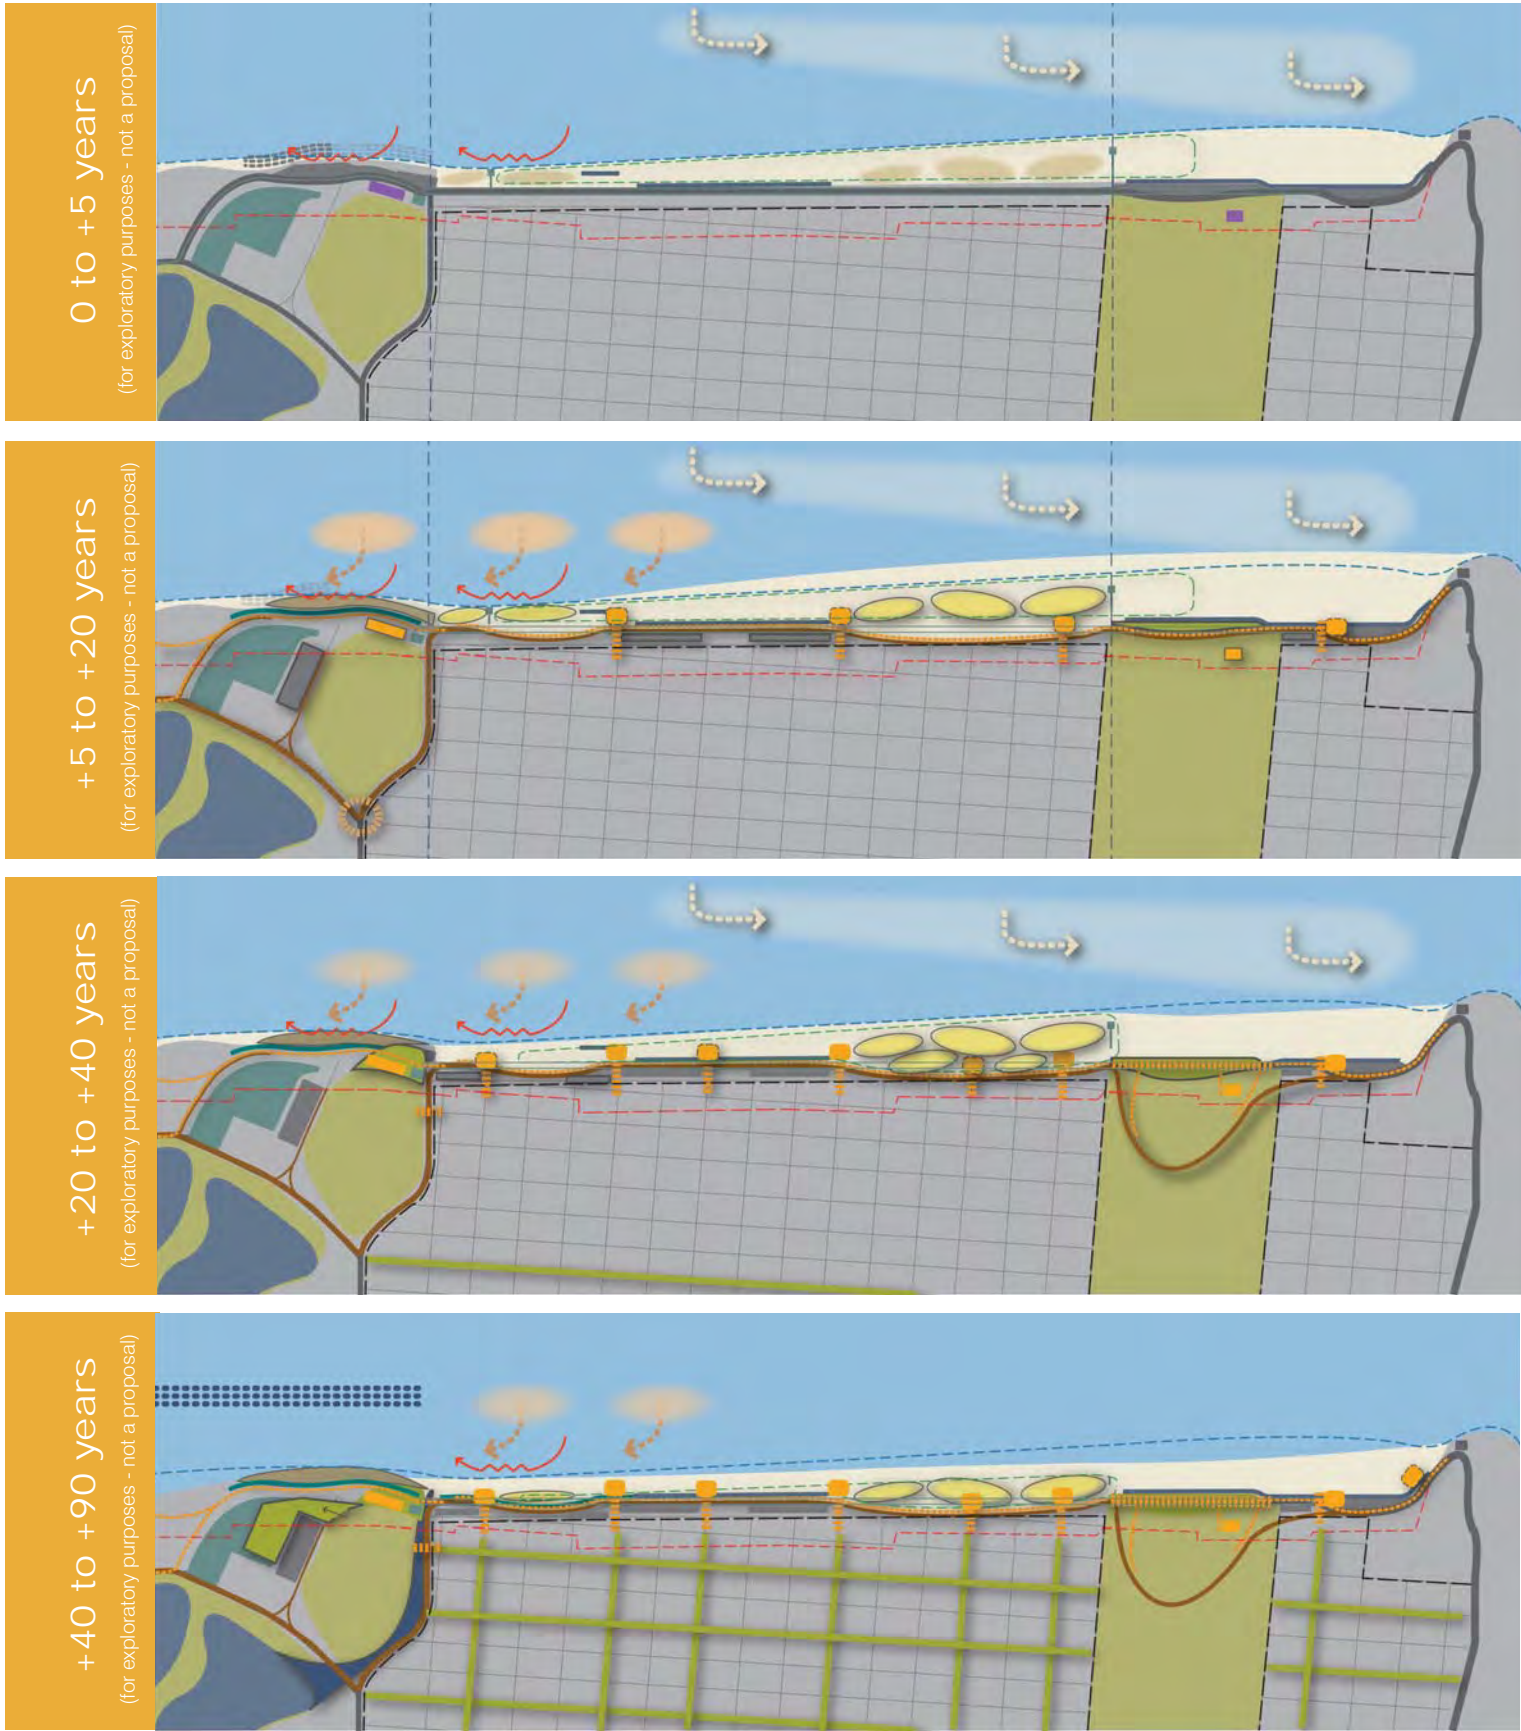 0 to +5 years
(for exploratory purposes - not a proposal)
+5 to +20 years
(for exploratory purposes - not a proposal)
+20 to +40 years
(for exploratory purposes - not a proposal)
+40 to +90 years
(for exploratory purposes - not a proposal)